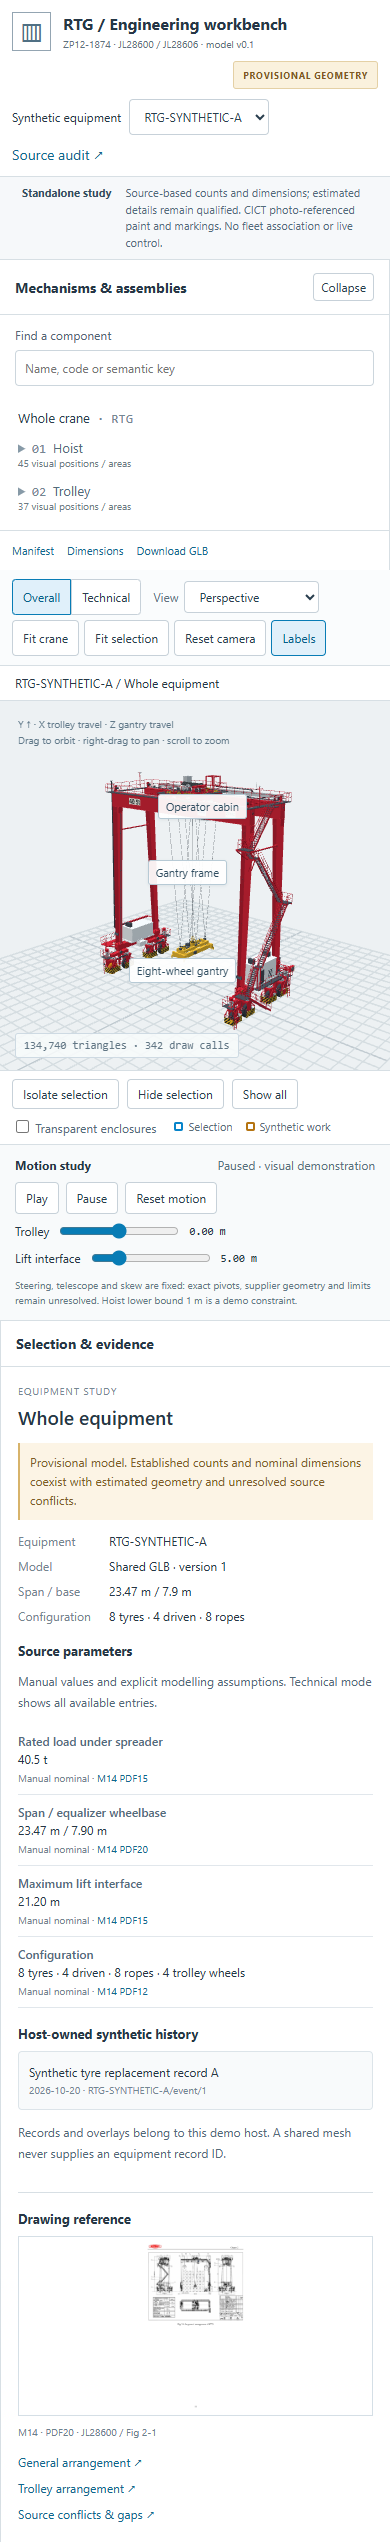 RTG / Engineering workbench
ZP12-1874 · JL28600 / JL28606 · model v0.1
PROVISIONAL GEOMETRY
Synthetic equipment RTG-SYNTHETIC-A
Source audit ↗
Standalone study Source-based counts and dimensions; estimated
details remain qualified. CICT photo-referenced
paint and markings. No fleet association or live
control.
Mechanisms & assemblies Collapse
Find a component
Name, code or semantic key
Whole crane · RTG
▶ 01 Hoist
45 visual positions / areas
▶ 02 Trolley
37 visual positions / areas
Manifest Dimensions Download GLB
Overall Technical View Perspective
Fit crane Fit selection Reset camera Labels
RTG-SYNTHETIC-A / Whole equipment
Y ↑ · X trolley travel · Z gantry travel
Drag to orbit · right-drag to pan · scroll to zoom
Operator cabin
Gantry frame
Eight-wheel gantry
134,740 triangles · 342 draw calls
Isolate selection Hide selection Show all
Transparent enclosures Selection Synthetic work
Motion study Paused · visual demonstration
Play Pause Reset motion
Trolley 0.00 m
Lift interface 5.00 m
Steering, telescope and skew are fixed: exact pivots, supplier geometry and limits
remain unresolved. Hoist lower bound 1 m is a demo constraint.
Selection & evidence
EQUIPMENT STUDY
Whole equipment
Provisional model. Established counts and nominal dimensions
coexist with estimated geometry and unresolved source
conflicts.
Equipment RTG-SYNTHETIC-A
Model Shared GLB · version 1
Span / base 23.47 m / 7.9 m
Configuration 8 tyres · 4 driven · 8 ropes
Source parameters
Manual values and explicit modelling assumptions. Technical mode
shows all available entries.
Rated load under spreader
40.5 t
Manual nominal · M14 PDF15
Span / equalizer wheelbase
23.47 m / 7.90 m
Manual nominal · M14 PDF20
Maximum lift interface
21.20 m
Manual nominal · M14 PDF15
Configuration
8 tyres · 4 driven · 8 ropes · 4 trolley wheels
Manual nominal · M14 PDF12
Host-owned synthetic history
Synthetic tyre replacement record A
2026-10-20 · RTG-SYNTHETIC-A/event/1
Records and overlays belong to this demo host. A shared mesh
never supplies an equipment record ID.
Drawing reference
M14 · PDF20 · JL28600 / Fig 2-1
General arrangement ↗
Trolley arrangement ↗
Source conflicts & gaps ↗